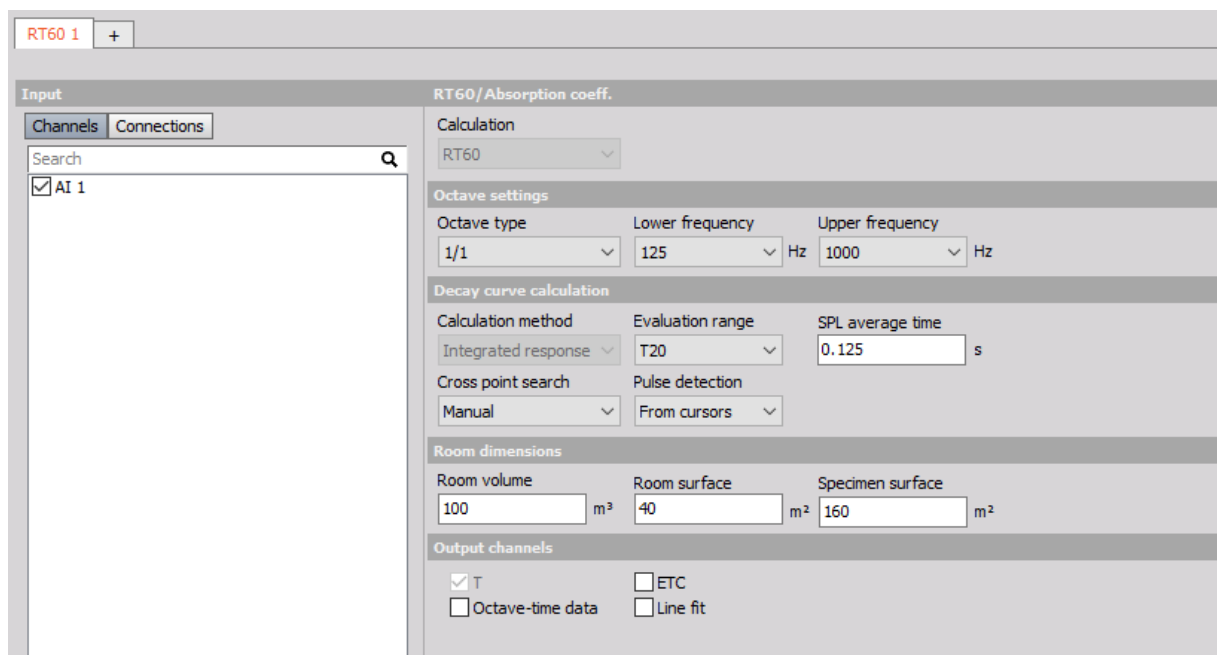 RT60 1 +
Input
Channels Connections
Search
AI 1
RT60/Absorption coeff.
Calculation
RT60
Octave settings
Octave type Lower frequency Upper frequency
1/1 125 Hz 1000 Hz
Decay curve calculation
Calculation method Evaluation range SPL average time
Integrated response T20 0.125 s
Cross point search Pulse detection
Manual From cursors
Room dimensions
Room volume Room surface Specimen surface
100 m³ 40 m² 160 m²
Output channels
T ETC
Octave-time data Line fit